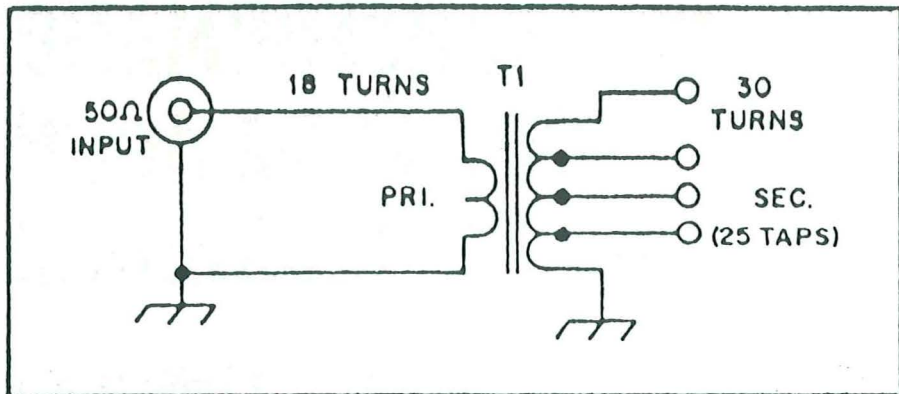 50Ω
INPUT
18 TURNS
PRI.
T1
30
TURNS
SEC.
(25 TAPS)